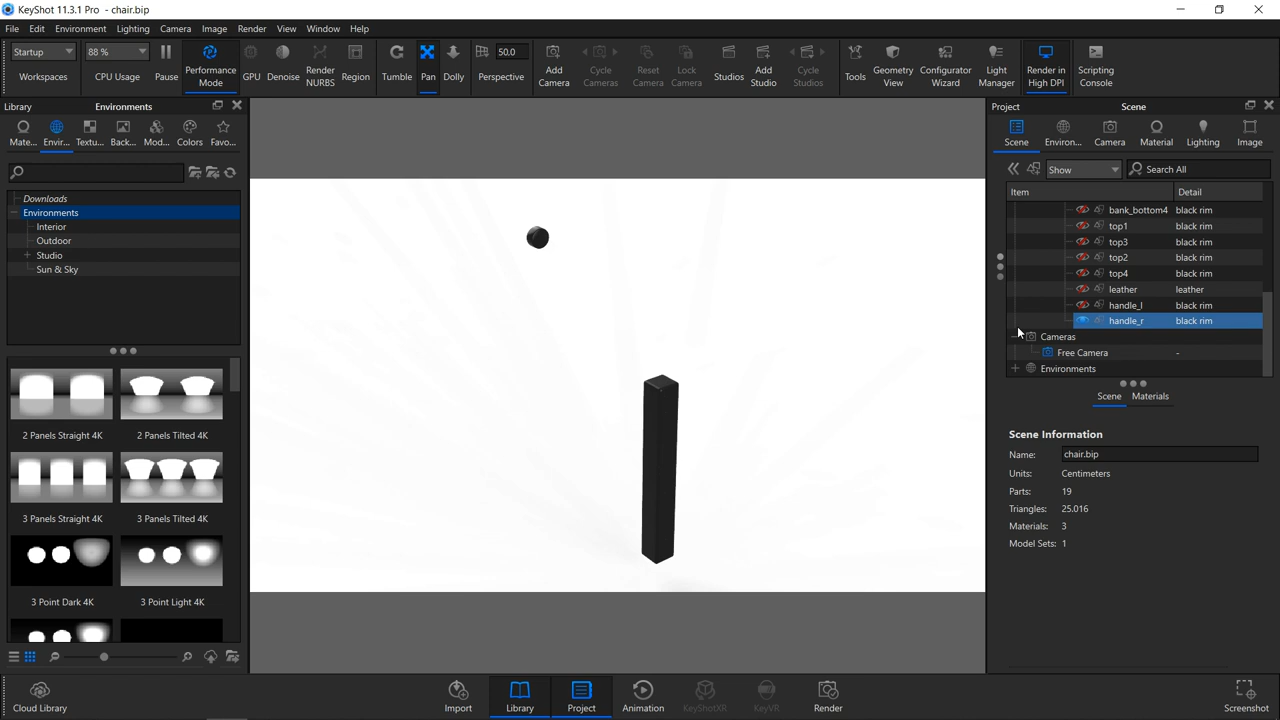 KeyShot 11.3.1 Pro - chair.bip
File Edit Environment Lighting Camera Image Render View Window Help
Startup 88 % 50.0
Workspaces CPU Usage Pause Performance Mode GPU Denoise Render NURBS Region Tumble Pan Dolly Perspective Add Camera Cycle Cameras Reset Camera Lock Camera Studios Add Studio Cycle Studios Tools Geometry View Configurator Wizard Light Manager Render in High DPI Scripting Console
Library Environments
Mate... Envir... Textu... Back... Mod... Colors Favo...
Downloads
Environments
Interior
Outdoor
Studio
Sun & Sky
2 Panels Straight 4K 2 Panels Tilted 4K
3 Panels Straight 4K 3 Panels Tilted 4K
3 Point Dark 4K 3 Point Light 4K
Project Scene
Scene Environ... Camera Material Lighting Image
Show Search All
Item Detail
bank_bottom4 black rim
top1 black rim
top3 black rim
top2 black rim
top4 black rim
leather leather
handle_l black rim
handle_r black rim
Cameras
Free Camera -
Environments
Scene Materials
Scene Information
Name: chair.bip
Units: Centimeters
Parts: 19
Triangles: 25.016
Materials: 3
Model Sets: 1
Cloud Library Import Library Project Animation KeyShotXR KeyVR Render Screenshot